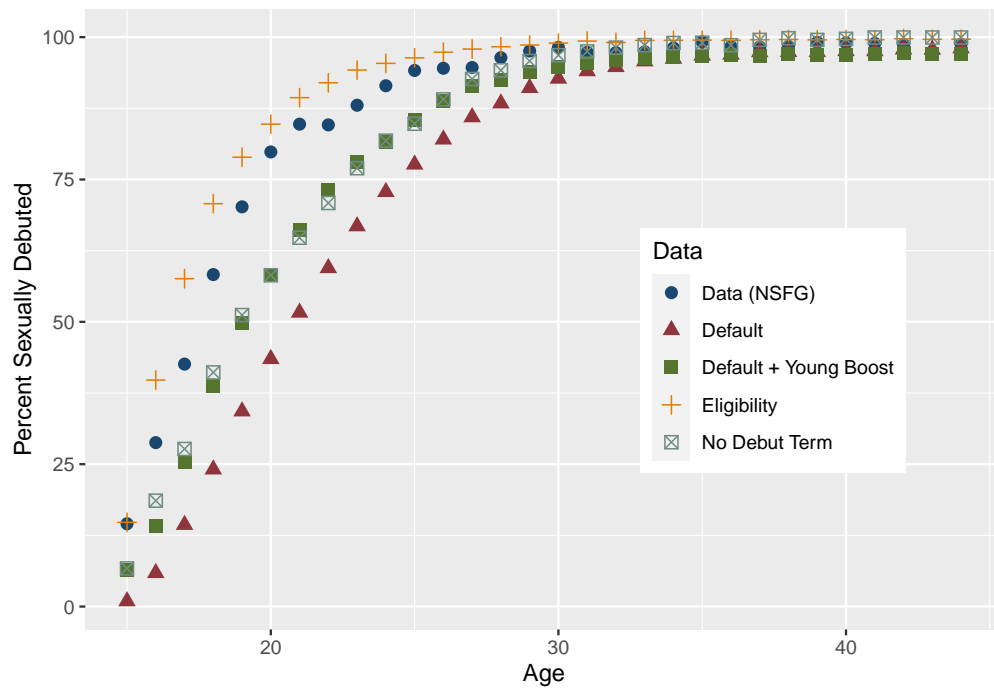 100
75
50
25
0
Percent Sexually Debuted
20
30
40
Age
Data
Data (NSFG)
Default
Default + Young Boost
Eligibility
No Debut Term